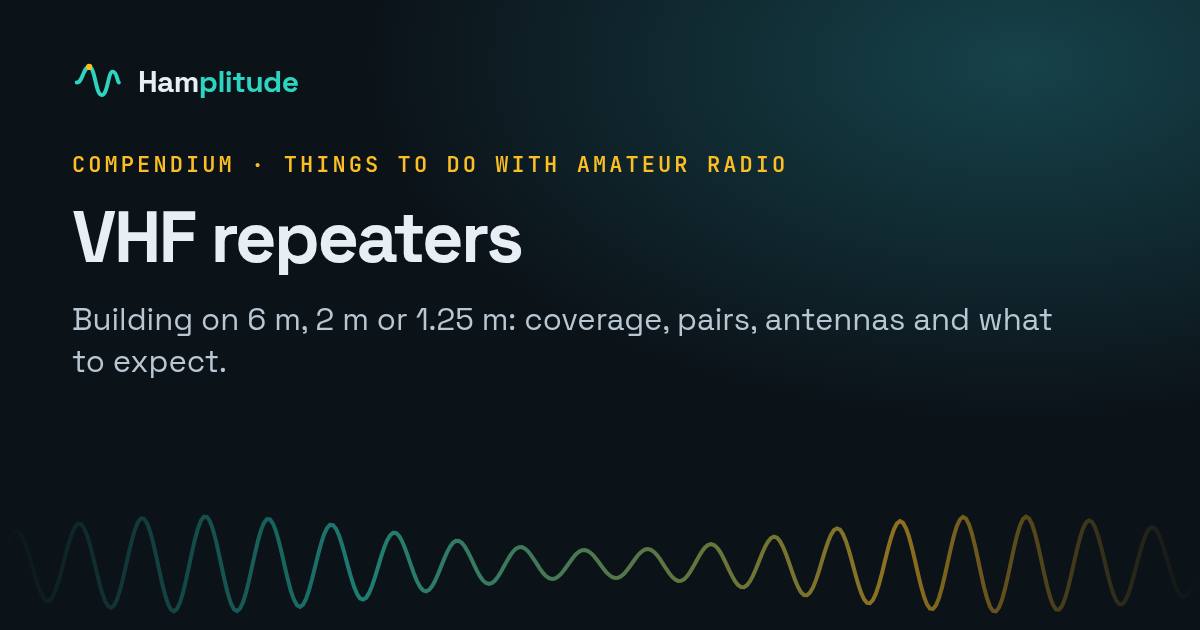 Hamplitude
COMPENDIUM · THINGS TO DO WITH AMATEUR RADIO
VHF repeaters
Building on 6 m, 2 m or 1.25 m: coverage, pairs, antennas and what
to expect.